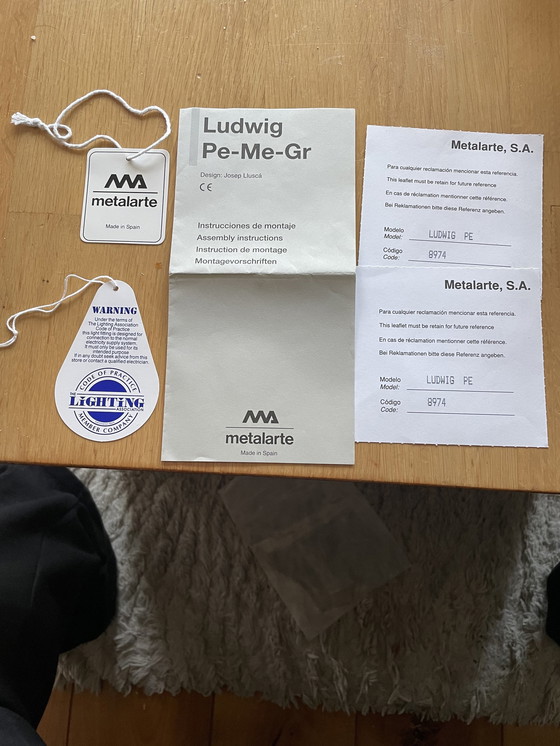 metalarte
Made in Spain
WARNING
Under the terms of
The Lighting Association
Code of Practice
this light fitting is designed for
connection to the normal
electricity supply system.
It must only be used for its
intended purpose
If in any doubt seek advice from this
store or contact a qualified electrician.
CODE OF PRACTICE
THE
LiGHTiNG
ASSOCIATION
MEMBER COMPANY
Ludwig
Pe-Me-Gr
Design: Josep Lluscá
CE
Instrucciones de montaje
Assembly instructions
Instruction de montage
Montagevorschriften
metalarte
Made in Spain
Metalarte, S.A.
Para cualquier reclamación mencionar esta referencia.
This leaflet must be retain for future reference
En cas de réclamation mentionner cette référence.
Bei Reklamationen bitte diese Referenz angeben.
Modelo
Model: LUDWIG PE
Código
Code: 8974
Metalarte, S.A.
Para cualquier reclamación mencionar esta referencia.
This leaflet must be retain for future reference
En cas de réclamation mentionner cette référence.
Bei Reklamationen bitte diese Referenz angeben.
Modelo
Model: LUDWIG PE
Código
Code: 8974